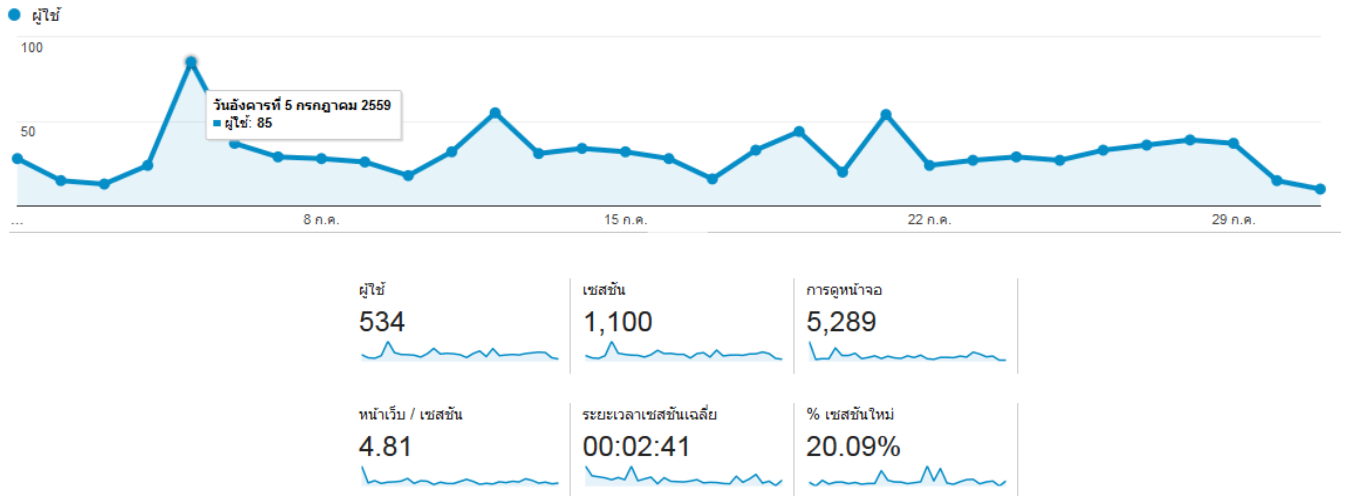 ผู้ใช้
100
วันอังคารที่ 5 กรกฎาคม 2559
ผู้ใช้: 85
50
... 8 ก.ค. 15 ก.ค. 22 ก.ค. 29 ก.ค.
ผู้ใช้ เซสชัน การดูหน้าจอ
534 1,100 5,289
หน้าเว็บ / เซสชัน ระยะเวลาเซสชันเฉลี่ย % เซสชันใหม่
4.81 00:02:41 20.09%